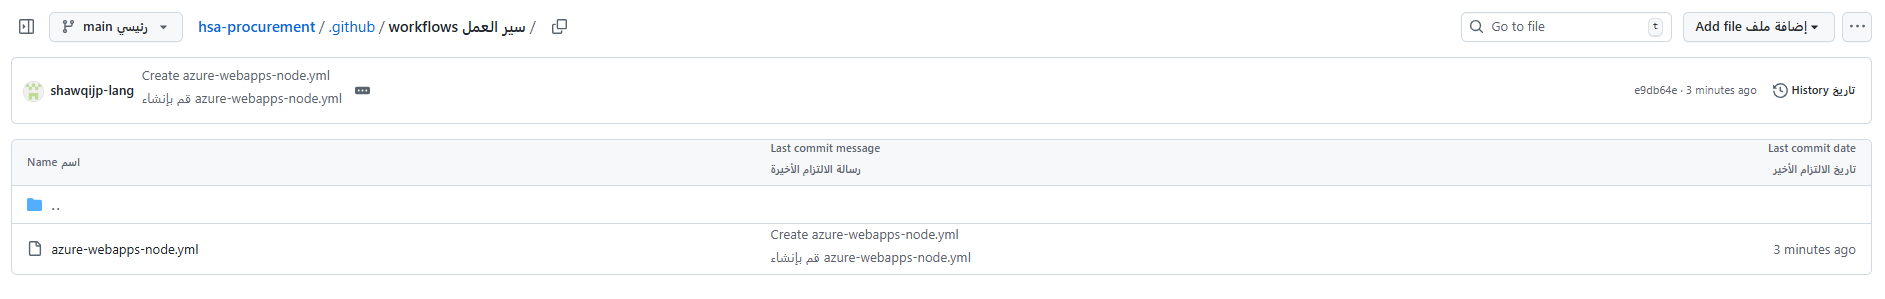 main رئيسي
hsa-procurement / .github / workflows سير العمل /
Go to file
t
Add file إضافة ملف
shawqijp-lang
Create azure-webapps-node.yml
قم بإنشاء azure-webapps-node.yml
e9db64e · 3 minutes ago
History تاريخ
Name اسم
Last commit message
رسالة الالتزام الأخيرة
Last commit date
تاريخ الالتزام الأخير
..
azure-webapps-node.yml
Create azure-webapps-node.yml
قم بإنشاء azure-webapps-node.yml
3 minutes ago